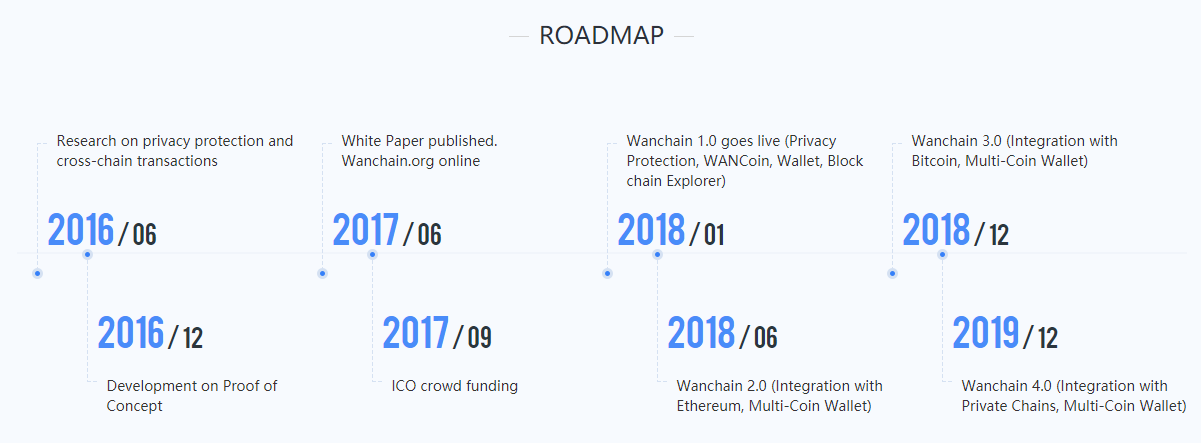 ROADMAP
Research on privacy protection and
cross-chain transactions
2016 / 06
White Paper published.
Wanchain.org online
2017 / 06
Wanchain 1.0 goes live (Privacy
Protection, WANCoin, Wallet, Block
chain Explorer)
2018 / 01
Wanchain 3.0 (Integration with
Bitcoin, Multi-Coin Wallet)
2018 / 12
2016 / 12
Development on Proof of
Concept
2017 / 09
ICO crowd funding
2018 / 06
Wanchain 2.0 (Integration with
Ethereum, Multi-Coin Wallet)
2019 / 12
Wanchain 4.0 (Integration with
Private Chains, Multi-Coin Wallet)